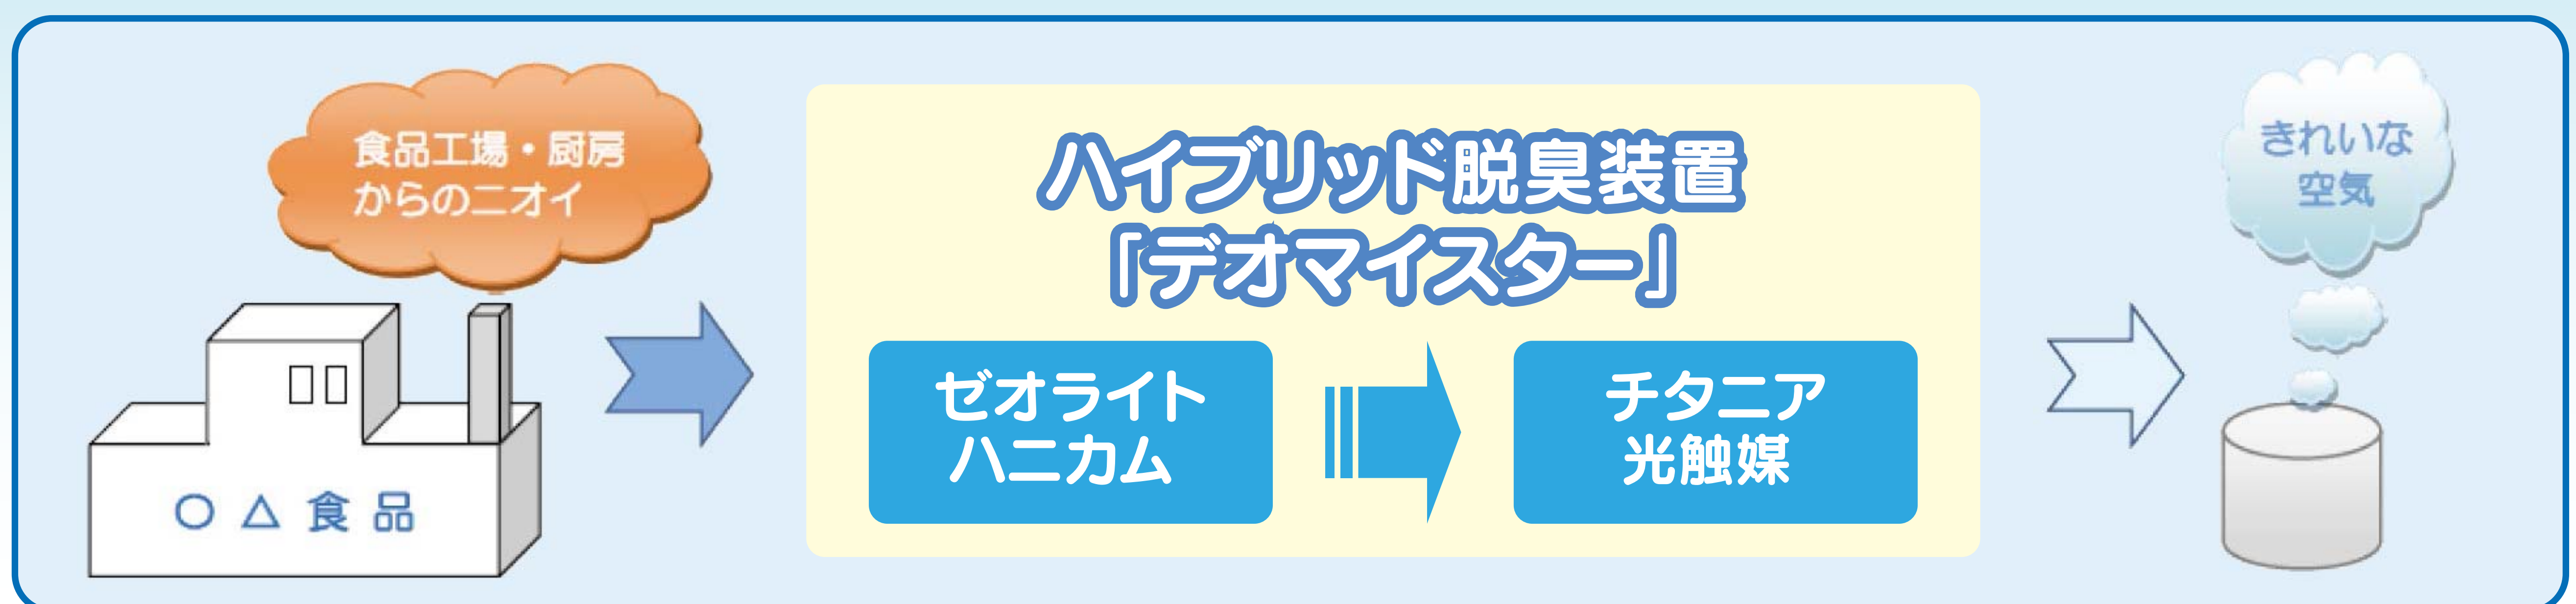 食品工場・厨房
からのニオイ
○△食品
ハイブリッド脱臭装置
「デオマイスター」
ゼオライト
ハニカム
チタニア
光触媒
きれいな
空気